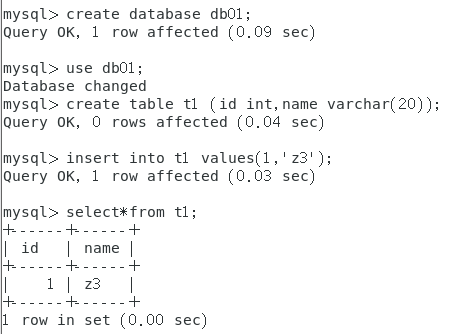 mysql> create database db01;
Query OK, 1 row affected (0.09 sec)
mysql> use db01;
Database changed
mysql> create table t1 (id int,name varchar(20));
Query OK, 0 rows affected (0.04 sec)
mysql> insert into t1 values(1,'z3');
Query OK, 1 row affected (0.03 sec)
mysql> select*from t1;
+------+------+
| id   | name |
+------+------+
|    1 | z3   |
+------+------+
1 row in set (0.00 sec)